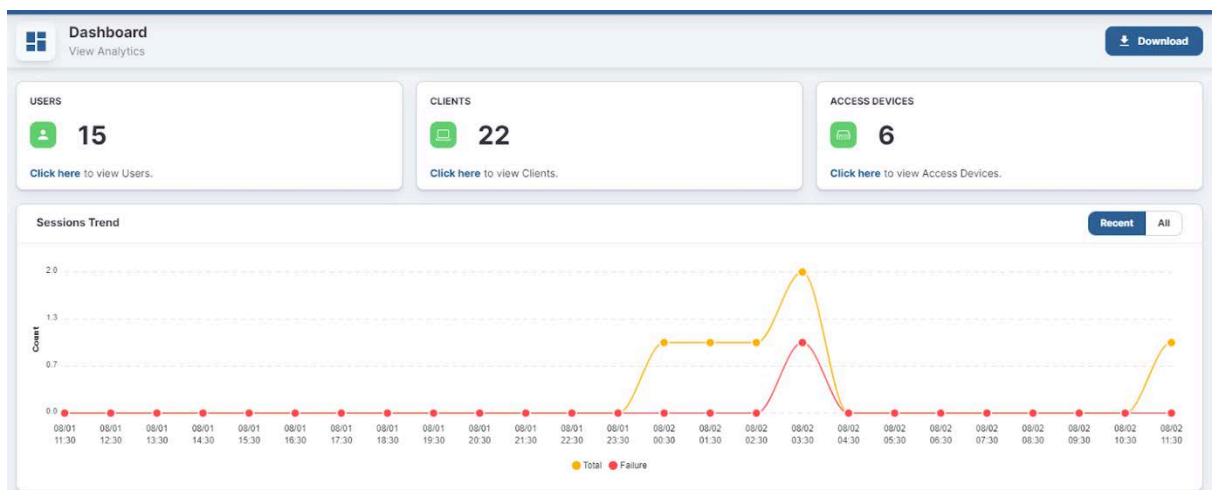 Dashboard
View Analytics
Download
USERS
15
Click here to view Users.
CLIENTS
22
Click here to view Clients.
ACCESS DEVICES
6
Click here to view Access Devices.
Sessions Trend
Recent All
2.0
1.3
0.7
0.0
Count
08/01 08/01 08/01 08/01 08/01 08/01 08/01 08/01 08/01 08/01 08/01 08/01 08/01 08/02 08/02 08/02 08/02 08/02 08/02 08/02 08/02 08/02 08/02 08/02 08/02
11:30 12:30 13:30 14:30 15:30 16:30 17:30 18:30 19:30 20:30 21:30 22:30 23:30 00:30 01:30 02:30 03:30 04:30 05:30 06:30 07:30 08:30 09:30 10:30 11:30
Total Failure